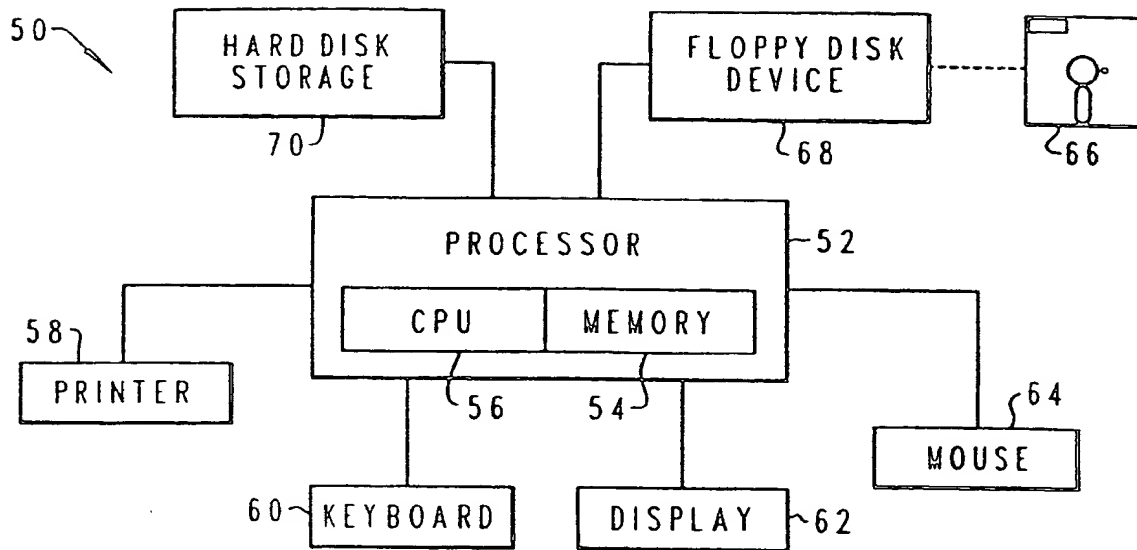 50
HARD DISK
STORAGE
70
FLOPPY DISK
DEVICE
68
66
PROCESSOR
52
CPU
MEMORY
56
54
58
PRINTER
64
MOUSE
60
KEYBOARD
DISPLAY
62